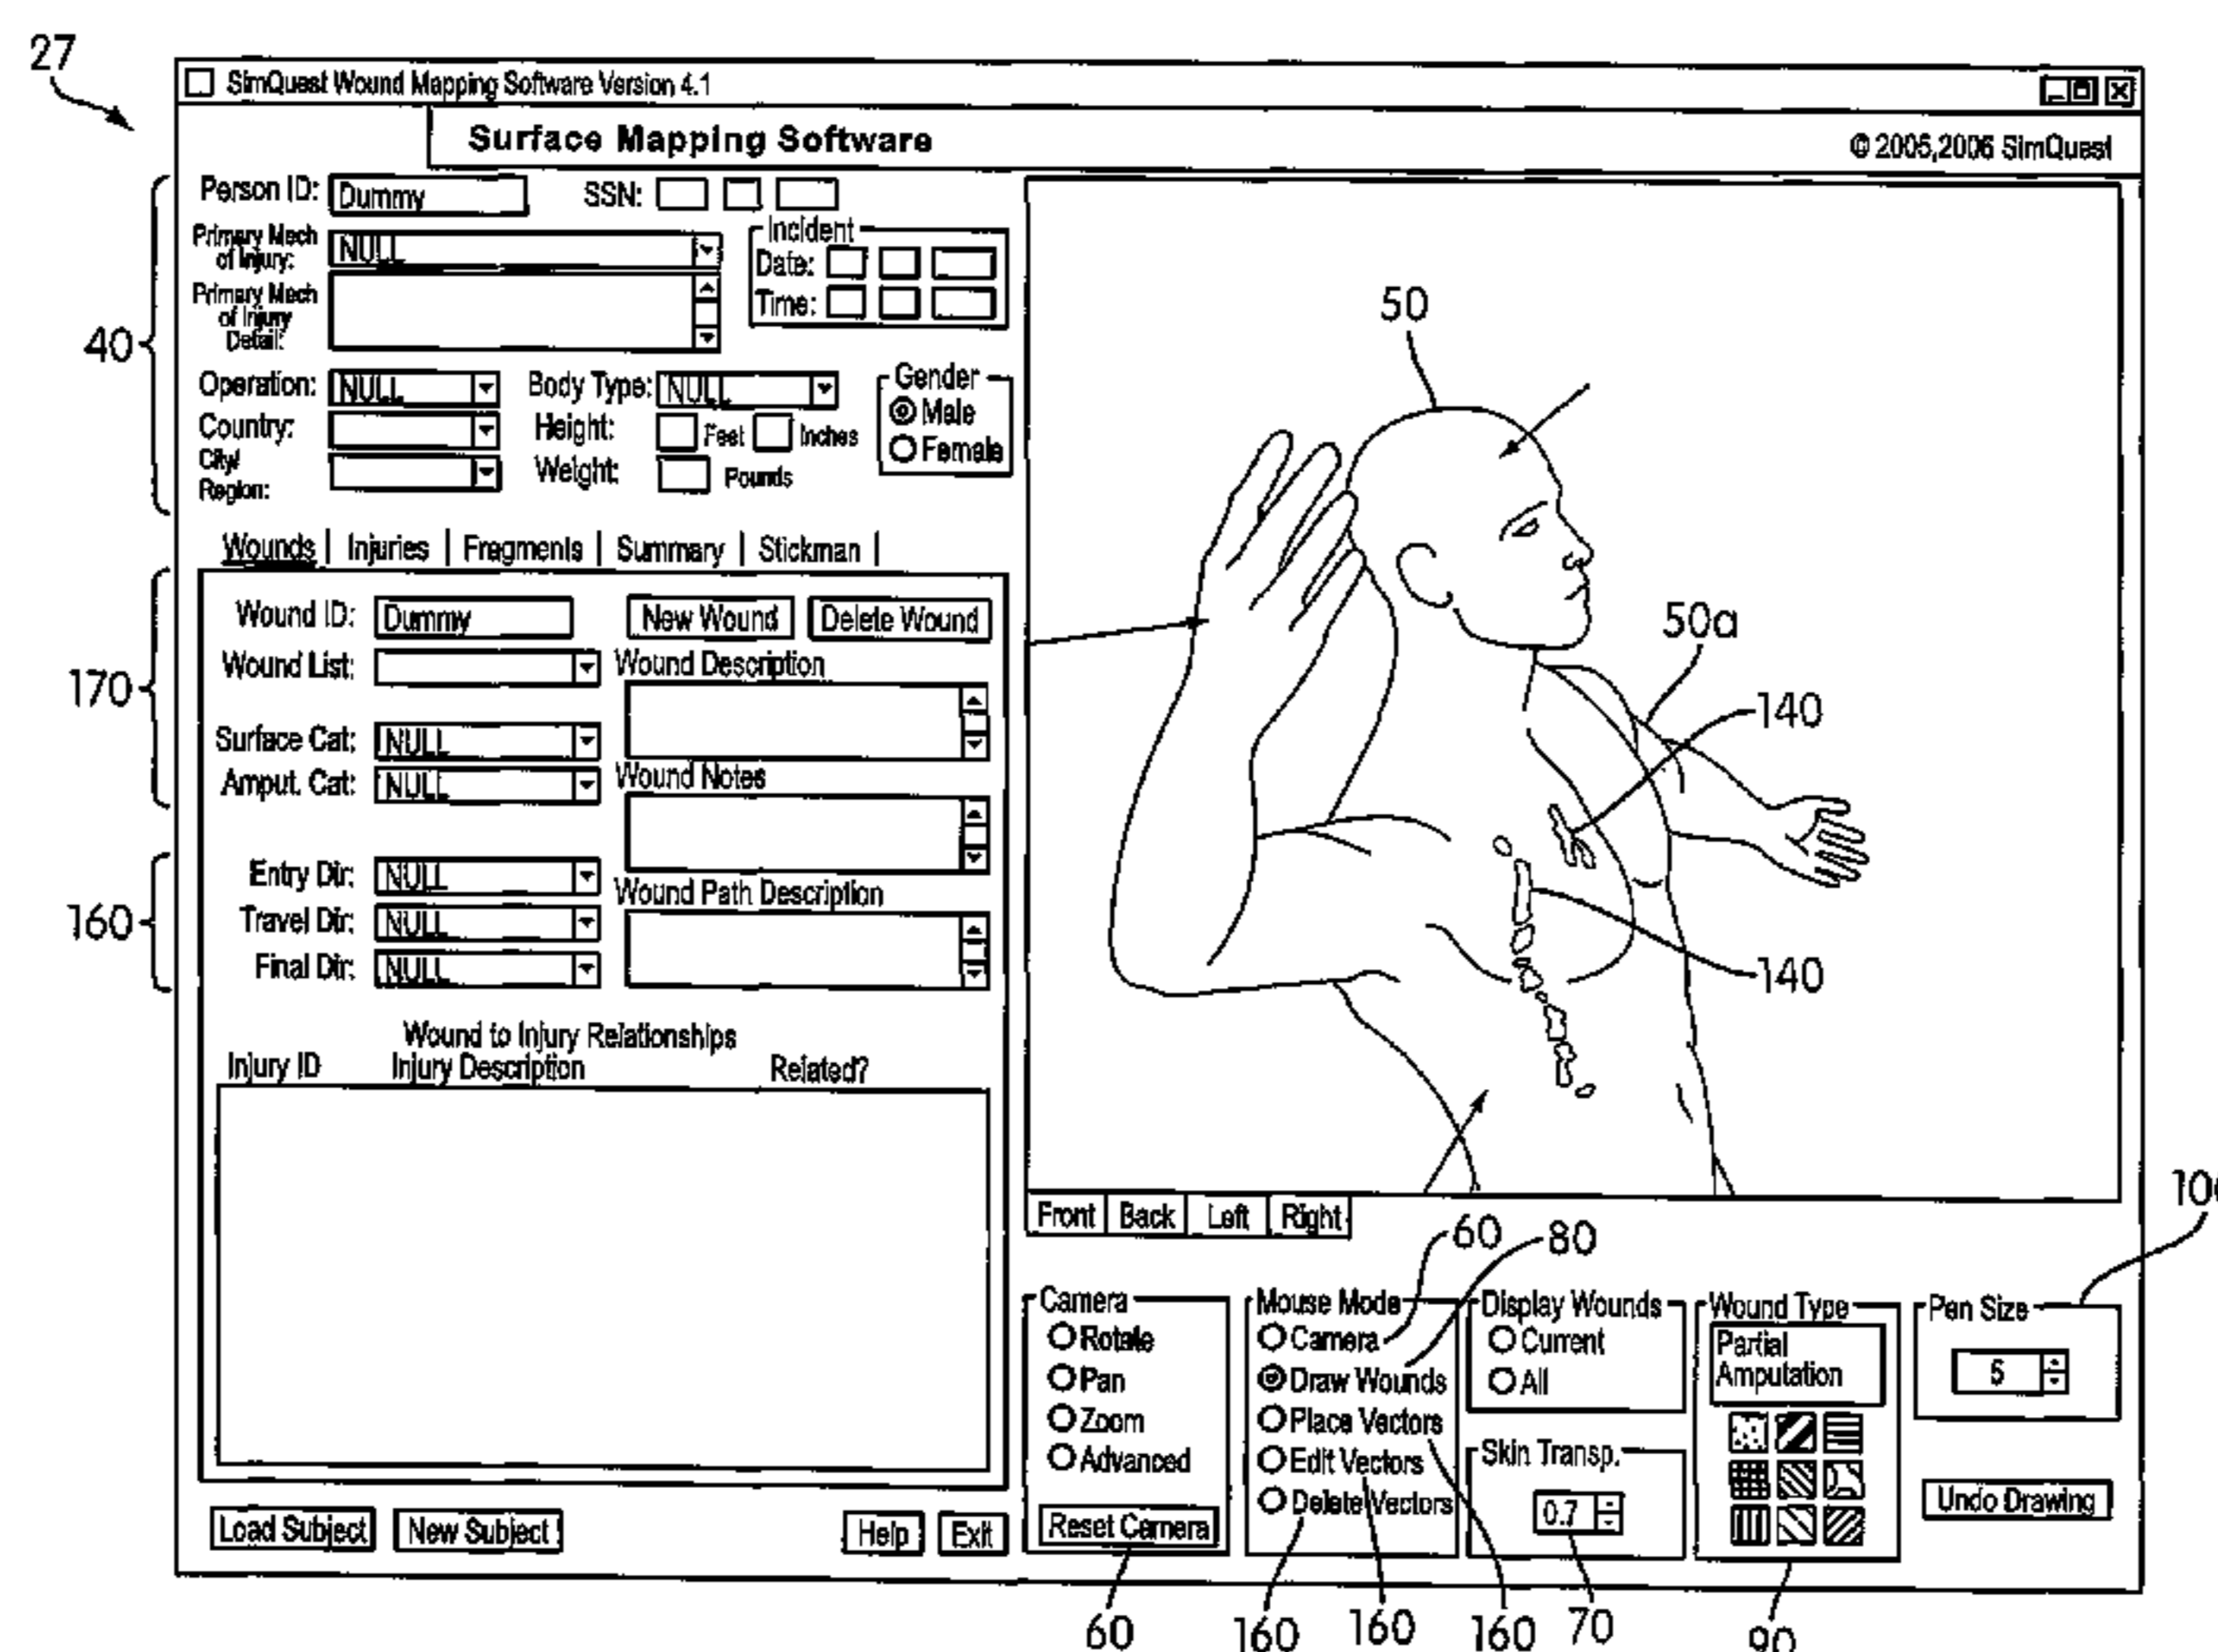 27
SimQuest Wound Mapping Software Version 4.1
Surface Mapping Software
© 2005,2006 SimQuest
40
Person ID: Dummy SSN:
Primary Mech of Injury: NULL
Incident
Date:
Time:
Primary Mech of Injury Detail:
Operation: NULL Body Type: NULL
Gender
Male
Female
Country: Height: Feet Inches
City/ Region: Weight: Pounds
Wounds | Injuries | Fragments | Summary | Stickman |
170
Wound ID: Dummy New Wound Delete Wound
Wound List: Wound Description
Surface Cat: NULL
Amput. Cat: NULL Wound Notes
160
Entry Dir: NULL Wound Path Description
Travel Dir: NULL
Final Dir: NULL
Wound to Injury Relationships
Injury ID Injury Description Related?
Load Subject New Subject Help Exit
50
50a
140
140
Front Back Left Right
60
80
Camera
Rotate
Pan
Zoom
Advanced
Reset Camera
60
Mouse Mode
Camera
Draw Wounds
Place Vectors
Edit Vectors
Delete Vectors
160
160
160
Display Wounds
Current
All
Skin Transp.
0.7
70
Wound Type
Partial
Amputation
90
Pen Size
5
Undo Drawing